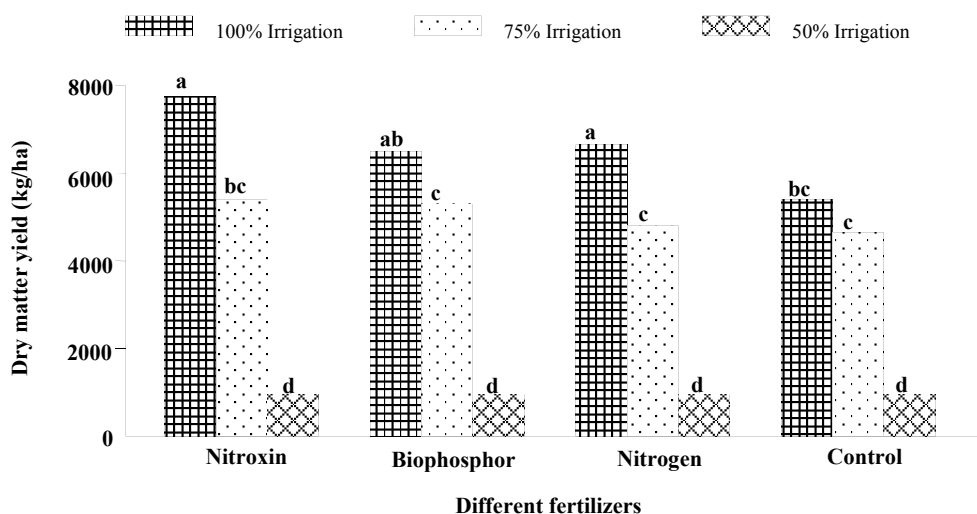 100% Irrigation 75% Irrigation 50% Irrigation
Dry matter yield (kg/ha)
8000
6000
4000
2000
0
a
bc
d
ab
c
d
a
c
d
bc
c
d
Nitroxin Biophosphor Nitrogen Control
Different fertilizers